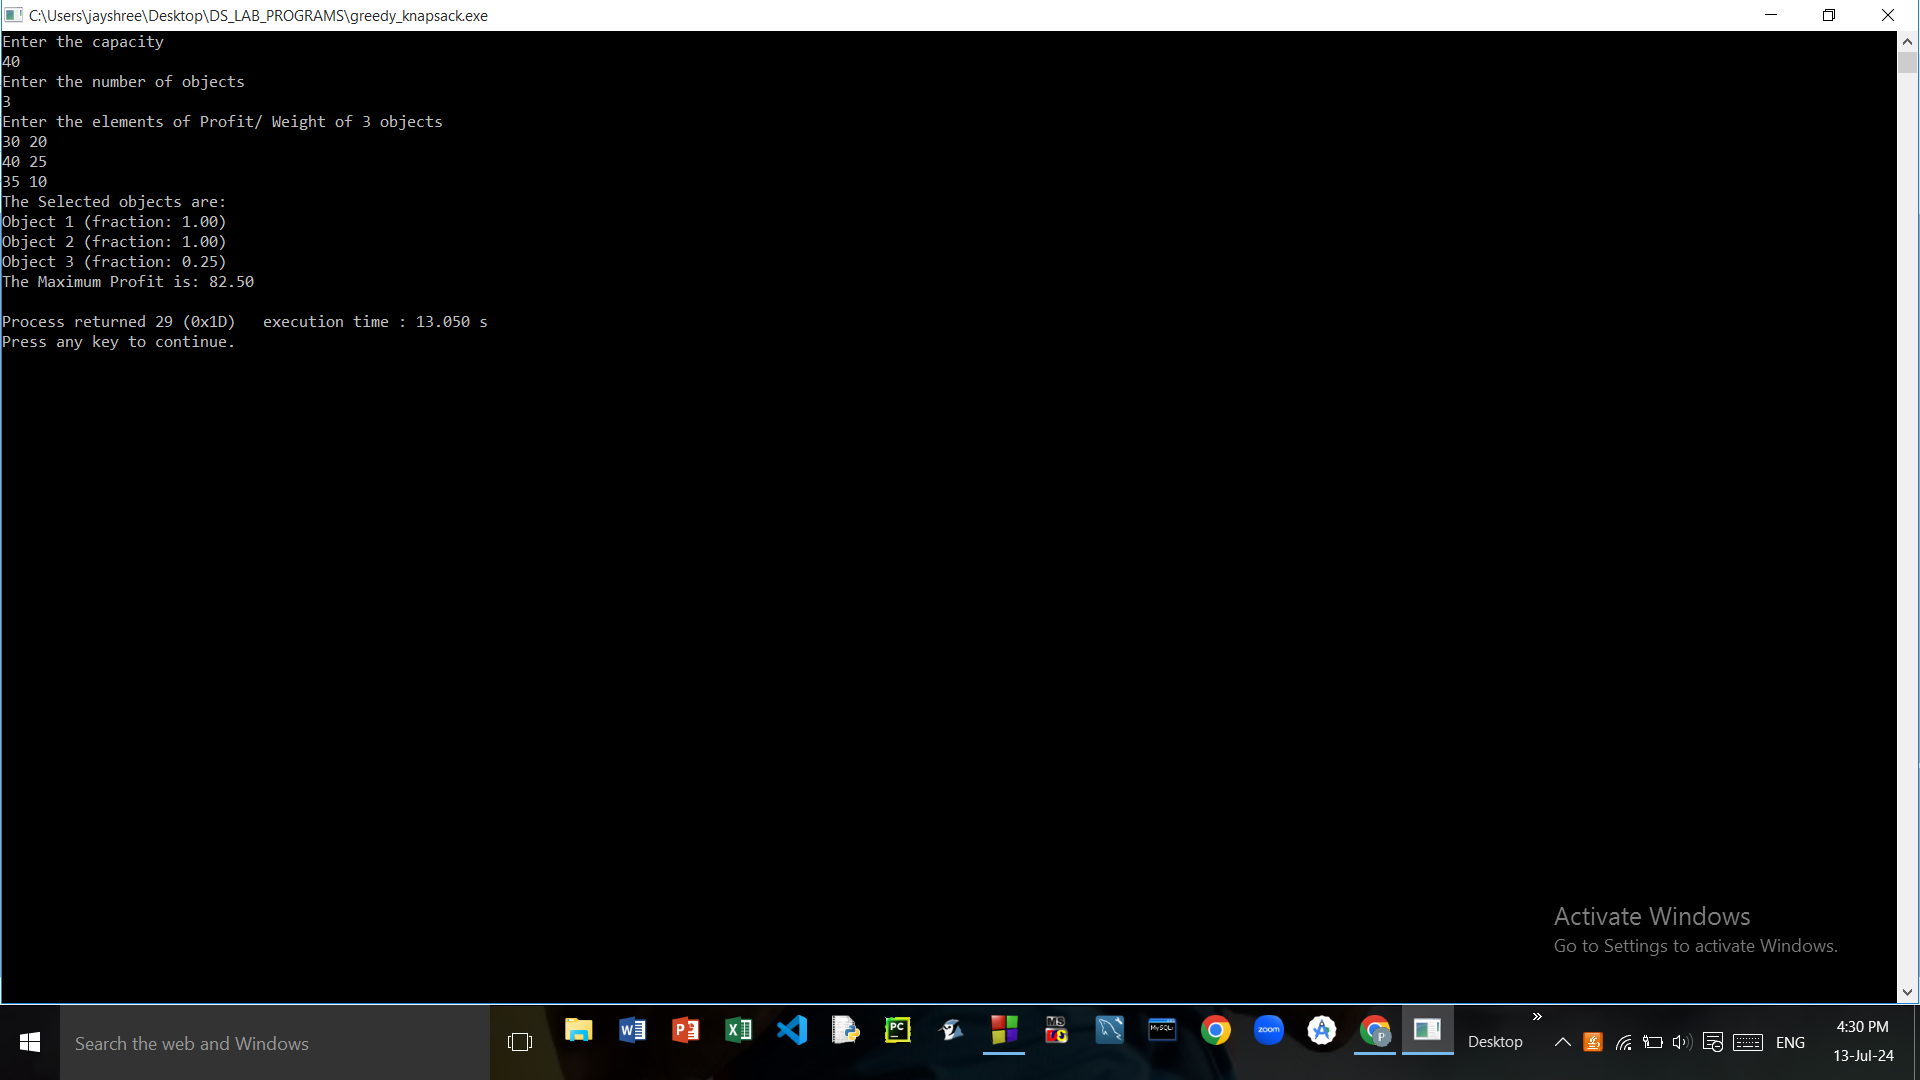 C:\Users\jayshree\Desktop\DS_LAB_PROGRAMS\greedy_knapsack.exe
Enter the capacity
40
Enter the number of objects
3
Enter the elements of Profit/ Weight of 3 objects
30 20
40 25
35 10
The Selected objects are:
Object 1 (fraction: 1.00)
Object 2 (fraction: 1.00)
Object 3 (fraction: 0.25)
The Maximum Profit is: 82.50
Process returned 29 (0x1D)   execution time : 13.050 s
Press any key to continue.
Activate Windows
Go to Settings to activate Windows.
Search the web and Windows
PC
MS
MySQL
zoom
P
Desktop
»
ENG
4:30 PM
13-Jul-24